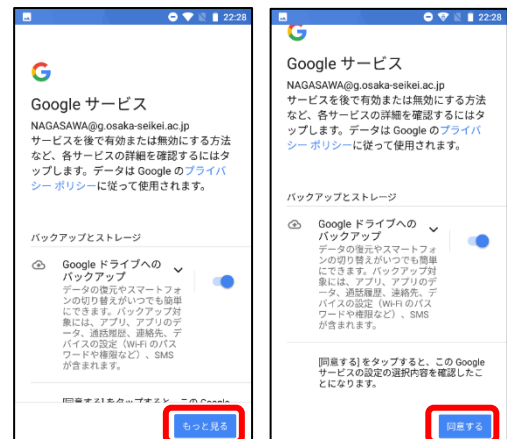 22:28
Google サービス
NAGASAWA@g.osaka-seikei.ac.jp
サービスを後で有効または無効にする方法
など、各サービスの詳細を確認するにはタ
ップします。データは Google のプライバ
シー ポリシーに従って使用されます。
バックアップとストレージ
Google ドライブへの
バックアップ
データの復元やスマートフォ
ンの切り替えがいつでも簡単
にできます。バックアップ対
象には、アプリ、アプリのデ
ータ、通話履歴、連絡先、デ
バイスの設定（Wi-Fi のパス
ワードや権限など）、SMS
が含まれます。
[同意する] をタップすると、この Google
もっと見る
22:28
Google サービス
NAGASAWA@g.osaka-seikei.ac.jp
サービスを後で有効または無効にする方法
など、各サービスの詳細を確認するにはタ
ップします。データは Google のプライバ
シー ポリシーに従って使用されます。
バックアップとストレージ
Google ドライブへの
バックアップ
データの復元やスマートフォ
ンの切り替えがいつでも簡単
にできます。バックアップ対
象には、アプリ、アプリのデ
ータ、通話履歴、連絡先、デ
バイスの設定（Wi-Fi のパス
ワードや権限など）、SMS
が含まれます。
[同意する] をタップすると、この Google
サービスの設定の選択内容を確認したこ
とになります。
同意する